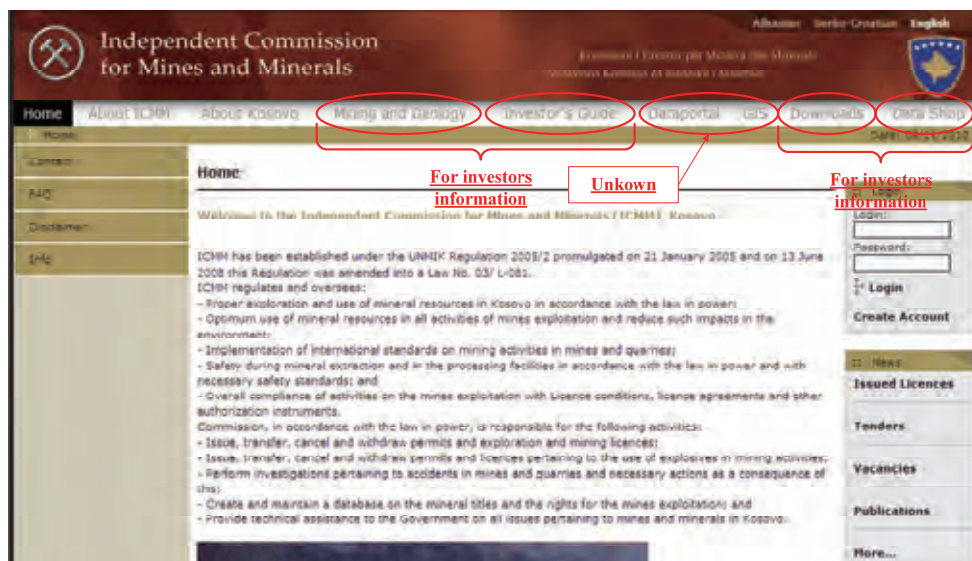 Albanian Serbo-Croatian English
Independent Commission
for Mines and Minerals
Home About ICMM About Kosovo Mining and Geology Investor's Guide Dataportal GIS Downloads Data Shop
Home
Date:
Contact
FAQ
Disclaimer
Info
Home
For investors
information
Unkown
For investors
information
Welcome to the Independent Commission for Mines and Minerals (ICMM), Kosovo
ICMM has been established under the UNMIK Regulation 2005/2 promulgated on 21 January 2005 and on 13 June
2008 this Regulation was amended into a Law No. 03/ L-081.
ICMM regulates and oversees:
- Proper exploration and use of mineral resources in Kosovo in accordance with the law in power;
- Optimum use of mineral resources in all activities of mines exploitation and reduce such impacts in the
environment;
- Implementation of international standards on mining activities in mines and quarries;
- Safety during mineral extraction and in the processing facilities in accordance with the law in power and with
necessary safety standards; and
- Overall compliance of activities on the mines exploitation with Licence conditions, licence agreements and other
authorization instruments.
Commission, in accordance with the law in power, is responsible for the following activities:
- Issue, transfer, cancel and withdraw permits and exploration and mining licences;
- Issue, transfer, cancel and withdraw permits and licences pertaining to the use of explosives in mining activities;
- Perform investigations pertaining to accidents in mines and quarries and necessary actions as a consequence of
this;
- Create and maintain a database on the mineral titles and the rights for the mines exploitation; and
- Provide technical assistance to the Government on all issues pertaining to mines and minerals in Kosovo.
Login
Login:
Password:
Login
Create Account
News
Issued Licences
Tenders
Vacancies
Publications
More...